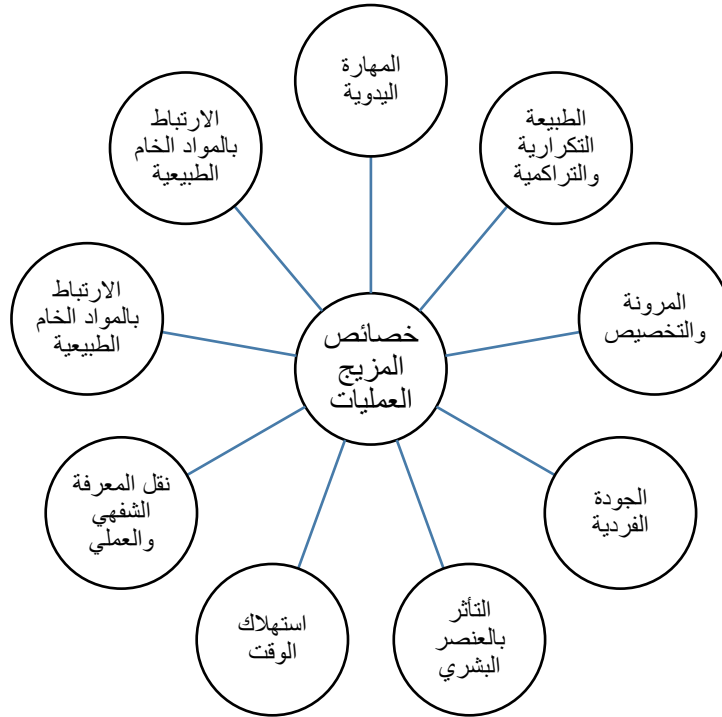 المهارة
اليدوية
الطبيعة
التكرارية
والتراكمية
المرونة
والتخصيص
الجودة
الفردية
التأثر
بالعنصر
البشري
استهلاك
الوقت
نقل المعرفة
الشفهي
والعملي
الارتباط
بالمواد الخام
الطبيعية
الارتباط
بالمواد الخام
الطبيعية
خصائص
المزيج
العمليات